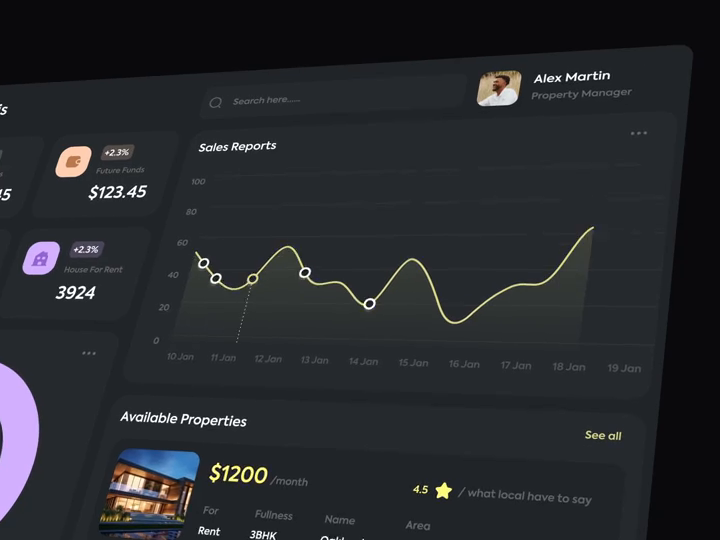 Search here......
Alex Martin
Property Manager
+2.3%
Future Funds
$123.45
+2.3%
House For Rent
3924
Sales Reports
100
80
60
40
20
0
10 Jan 11 Jan 12 Jan 13 Jan 14 Jan 15 Jan 16 Jan 17 Jan 18 Jan 19 Jan
Available Properties
See all
$1200 /month
4.5 / what local have to say
For Fullness Name Area
Rent 3BHK